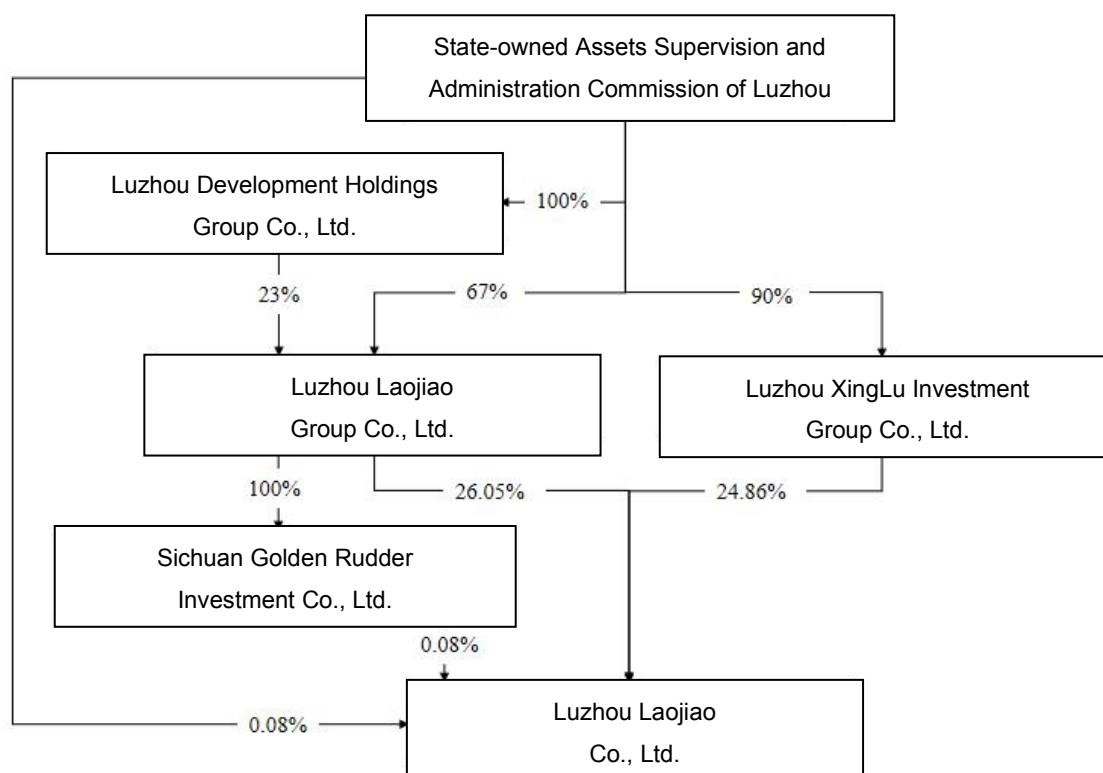 State-owned Assets Supervision and
Administration Commission of Luzhou
Luzhou Development Holdings
Group Co., Ltd.
100%
23%
67%
90%
Luzhou Laojiao
Group Co., Ltd.
Luzhou XingLu Investment
Group Co., Ltd.
100%
26.05%
24.86%
Sichuan Golden Rudder
Investment Co., Ltd.
0.08%
Luzhou Laojiao
Co., Ltd.
0.08%